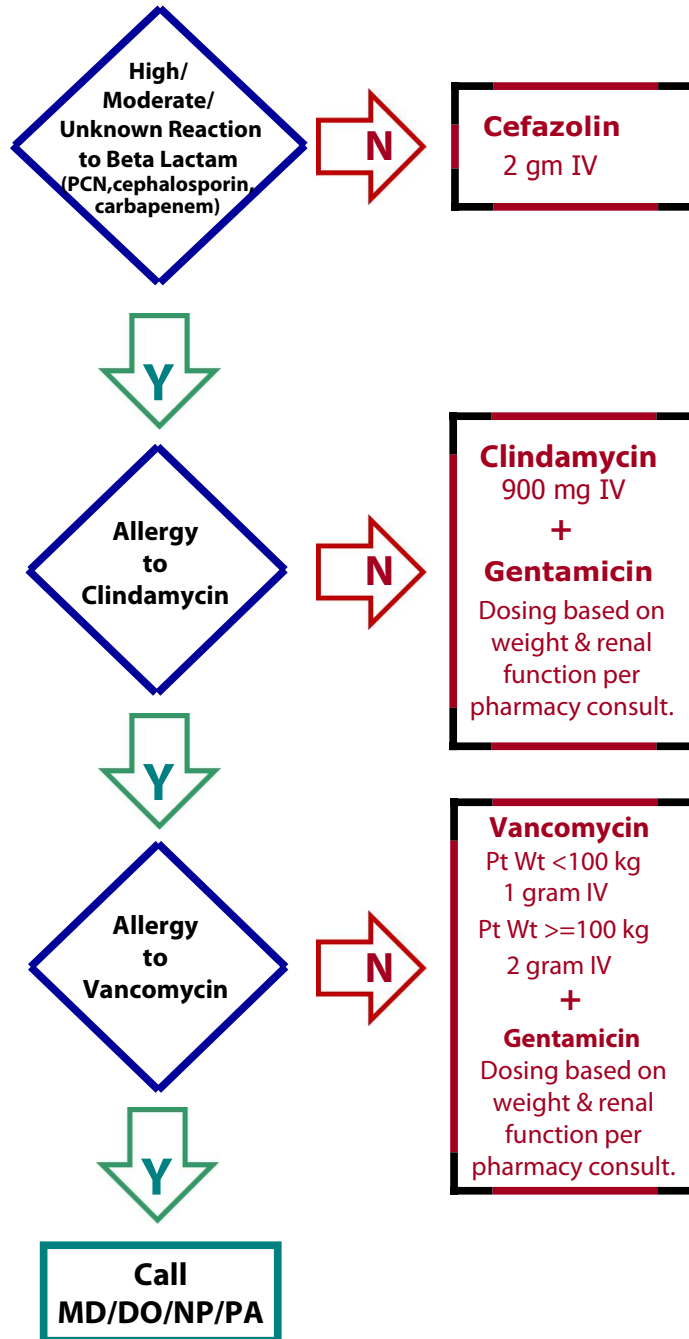 High/
Moderate/
Unknown Reaction
to Beta Lactam
(PCN,cephalosporin,
carbapenem)
N
Cefazolin
2 gm IV
Y
Allergy
to
Clindamycin
N
Clindamycin
900 mg IV
+
Gentamicin
Dosing based on
weight & renal
function per
pharmacy consult.
Y
Allergy
to
Vancomycin
N
Vancomycin
Pt Wt <100 kg
1 gram IV
Pt Wt >=100 kg
2 gram IV
+
Gentamicin
Dosing based on
weight & renal
function per
pharmacy consult.
Y
Call
MD/DO/NP/PA